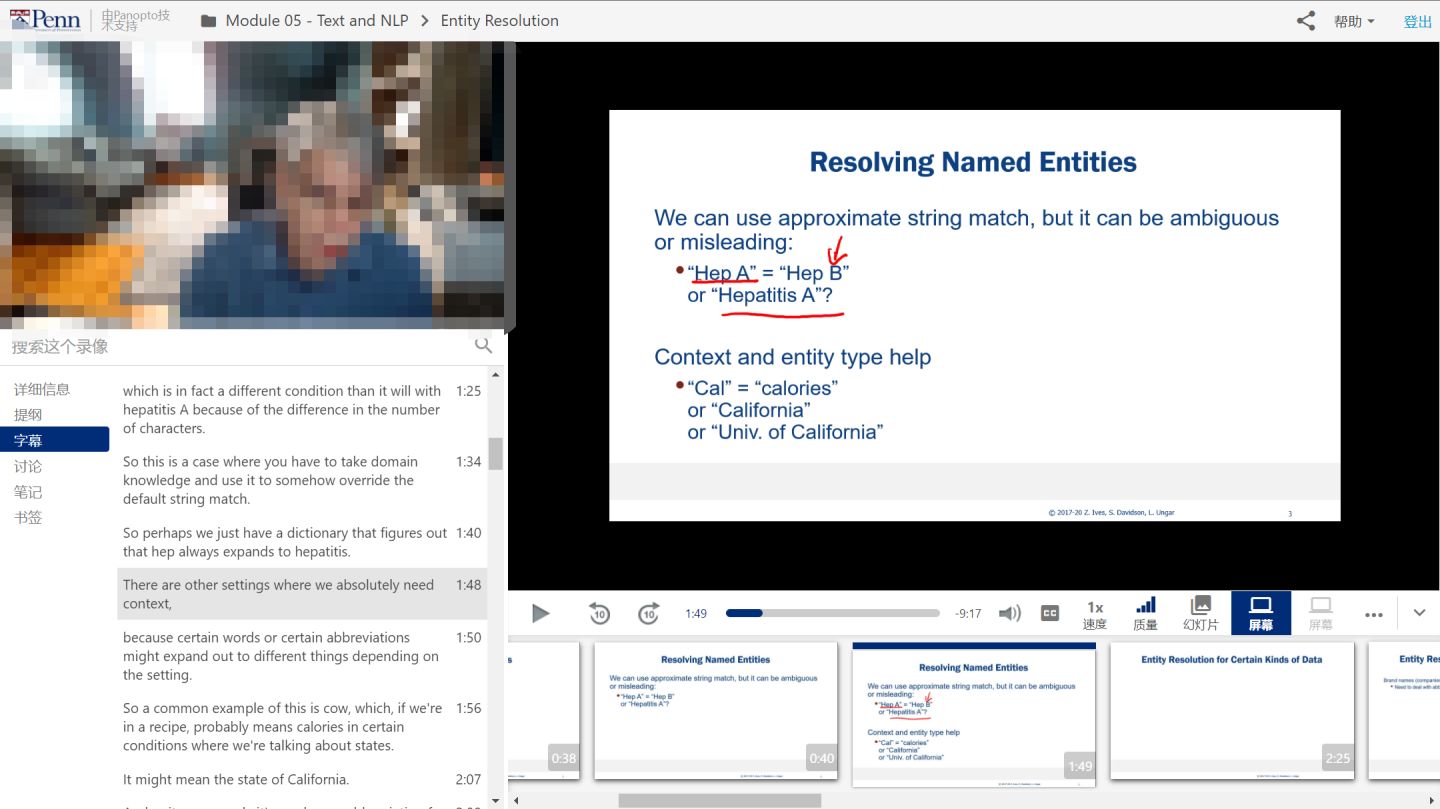 Penn
由Panopto技
术支持
Module 05 - Text and NLP > Entity Resolution
帮助
登出
搜索这个录像
详细信息
提纲
字幕
讨论
笔记
书签
which is in fact a different condition than it will with 1:25
hepatitis A because of the difference in the number
of characters.
So this is a case where you have to take domain 1:34
knowledge and use it to somehow override the
default string match.
So perhaps we just have a dictionary that figures out 1:40
that hep always expands to hepatitis.
There are other settings where we absolutely need 1:48
context,
because certain words or certain abbreviations 1:50
might expand out to different things depending on
the setting.
So a common example of this is cow, which, if we're 1:56
in a recipe, probably means calories in certain
conditions where we're talking about states.
It might mean the state of California. 2:07
Resolving Named Entities
We can use approximate string match, but it can be ambiguous
or misleading:
• “Hep A” = “Hep B”
or “Hepatitis A”?
Context and entity type help
• “Cal” = “calories”
or “California”
or “Univ. of California”
© 2017-20 Z. Ives, S. Davidson, L. Ungar
3
10
10
1:49
-9:17
CC
1x
速度
质量
幻灯片
屏幕
屏幕
s
0:38
Resolving Named Entities
We can use approximate string match, but it can be ambiguous
or misleading:
• “Hep A” = “Hep B”
or “Hepatitis A”?
0:40
Resolving Named Entities
We can use approximate string match, but it can be ambiguous
or misleading:
• “Hep A” = “Hep B”
or “Hepatitis A”?
Context and entity type help
• “Cal” = “calories”
or “California”
or “Univ. of California”
1:49
Entity Resolution for Certain Kinds of Data
2:25
Entity Res
Brand names (companies
• Need to deal with abb